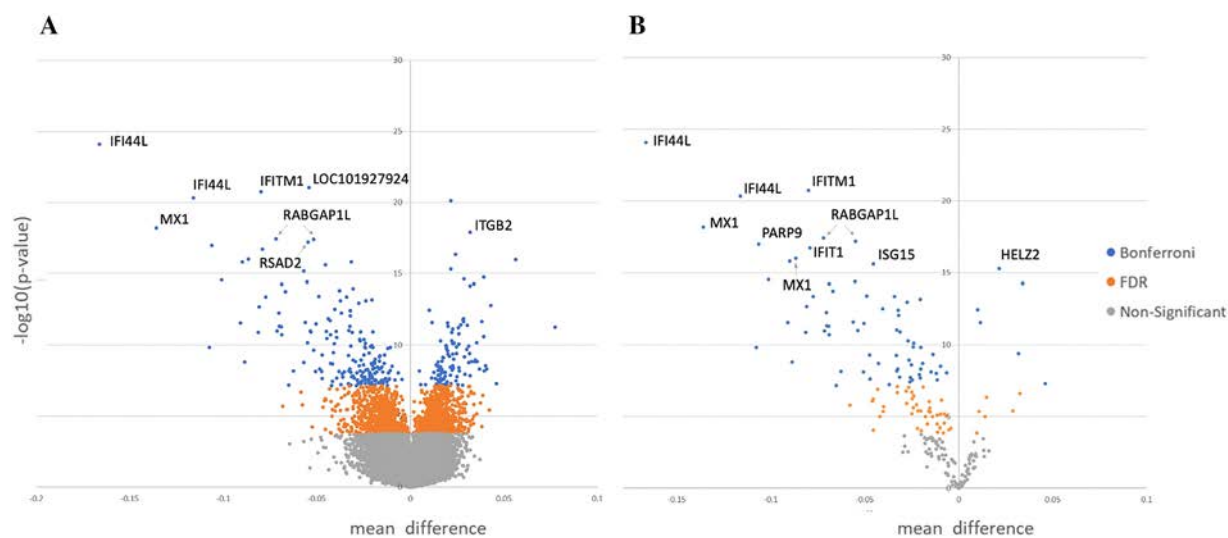 A
B
30
25
20
15
10
5
-0.2
-0.15
-0.1
-0.05
0
0.05
0.1
-log10(p-value)
mean difference
IFI44L
IFI44L
IFITM1
LOC101927924
MX1
RABGAP1L
ITGB2
RSAD2
30
25
20
15
10
5
0
-0.15
-0.1
-0.05
0
0.05
0.1
mean difference
IFI44L
IFI44L
IFITM1
MX1
RABGAP1L
PARP9
IFIT1
ISG15
HELZ2
MX1
Bonferroni
FDR
Non-Significant